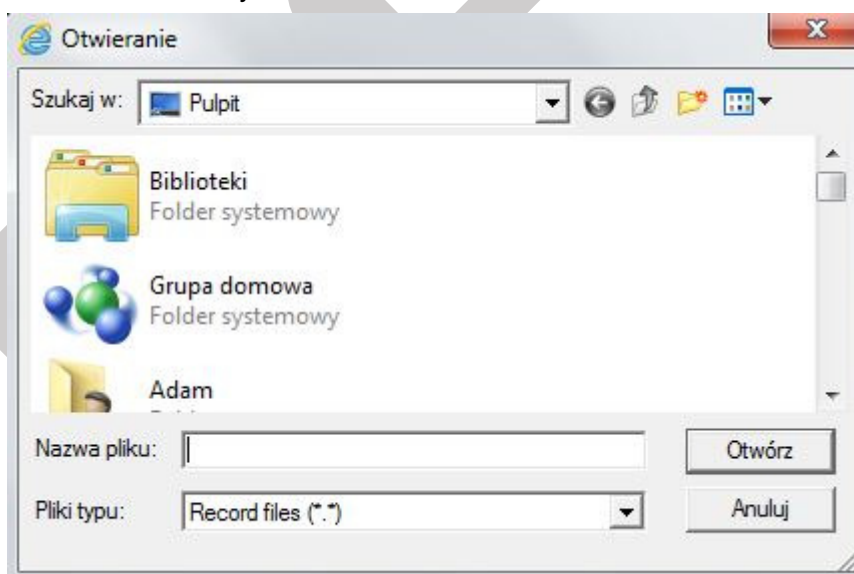 Otwieranie
Szukaj w: Pulpit
Biblioteki
Folder systemowy
Grupa domowa
Folder systemowy
Adam
Nazwa pliku: Otwórz
Pliki typu: Record files (*.*) Anuluj